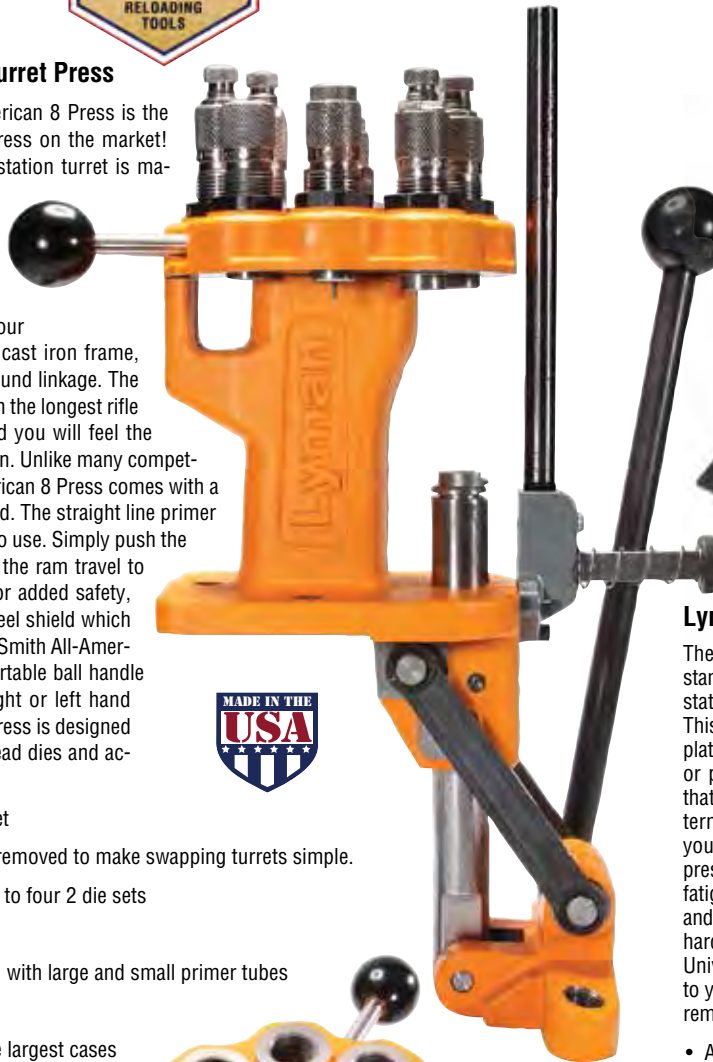 RELOADING
TOOLS
urret Press
erican 8 Press is the
ress on the market!
station turret is ma-
our
cast iron frame,
und linkage. The
n the longest rifle
d you will feel the
n. Unlike many compet-
rican 8 Press comes with a
d. The straight line primer
o use. Simply push the
the ram travel to
or added safety,
eel shield which
Smith All-Amer-
rtable ball handle
ght or left hand
ress is designed
ead dies and ac-
et
removed to make swapping turrets simple.
to four 2 die sets
with large and small primer tubes
e largest cases
Lyman
MADE IN THE
USA
Lyr
The
stan
stat
This
plat
or p
that
tern
you
pres
fatig
and
hard
Univ
to y
rem
• A